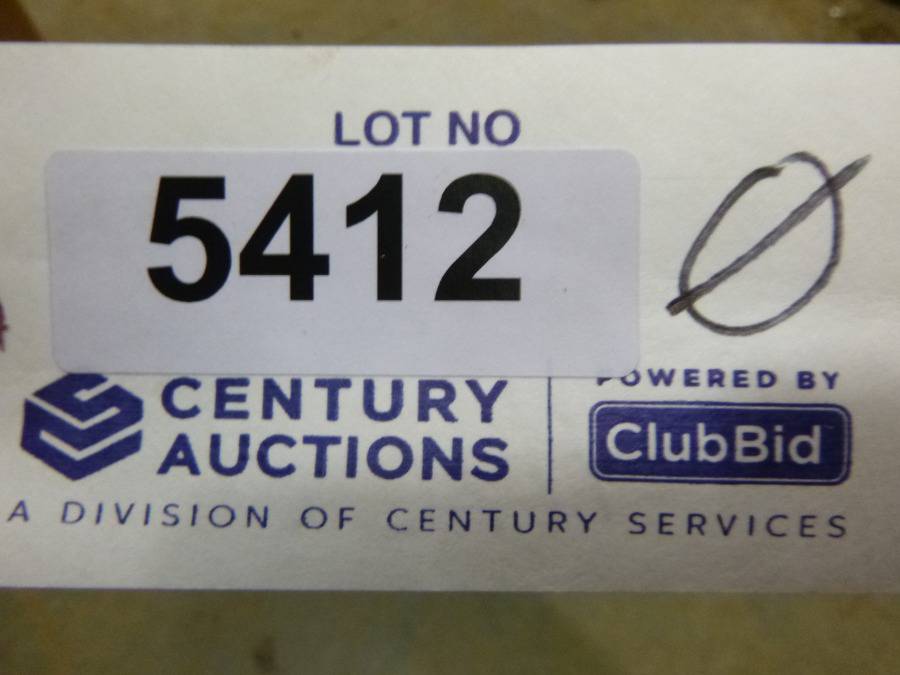 LOT NO
5412 Ø
CENTURY
AUCTIONS
POWERED BY
ClubBid
A DIVISION OF CENTURY SERVICES